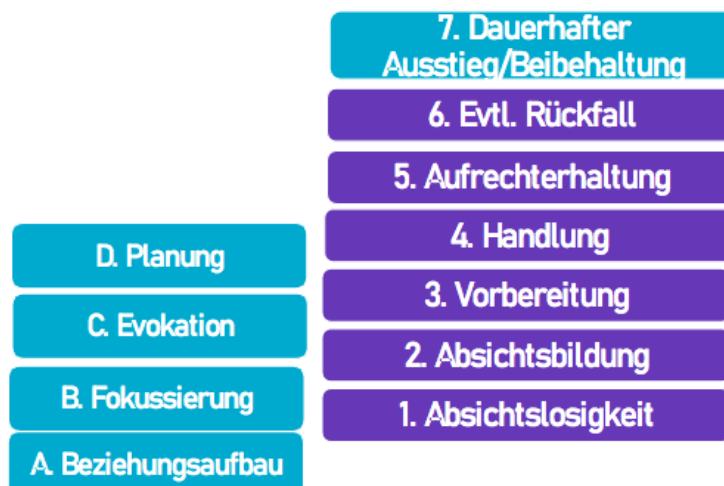 7. Dauerhafter
Ausstieg/Beibehaltung
6. Evtl. Rückfall
5. Aufrechterhaltung
4. Handlung
3. Vorbereitung
2. Absichtsbildung
1. Absichtslosigkeit
D. Planung
C. Evokation
B. Fokussierung
A. Beziehungsaufbau